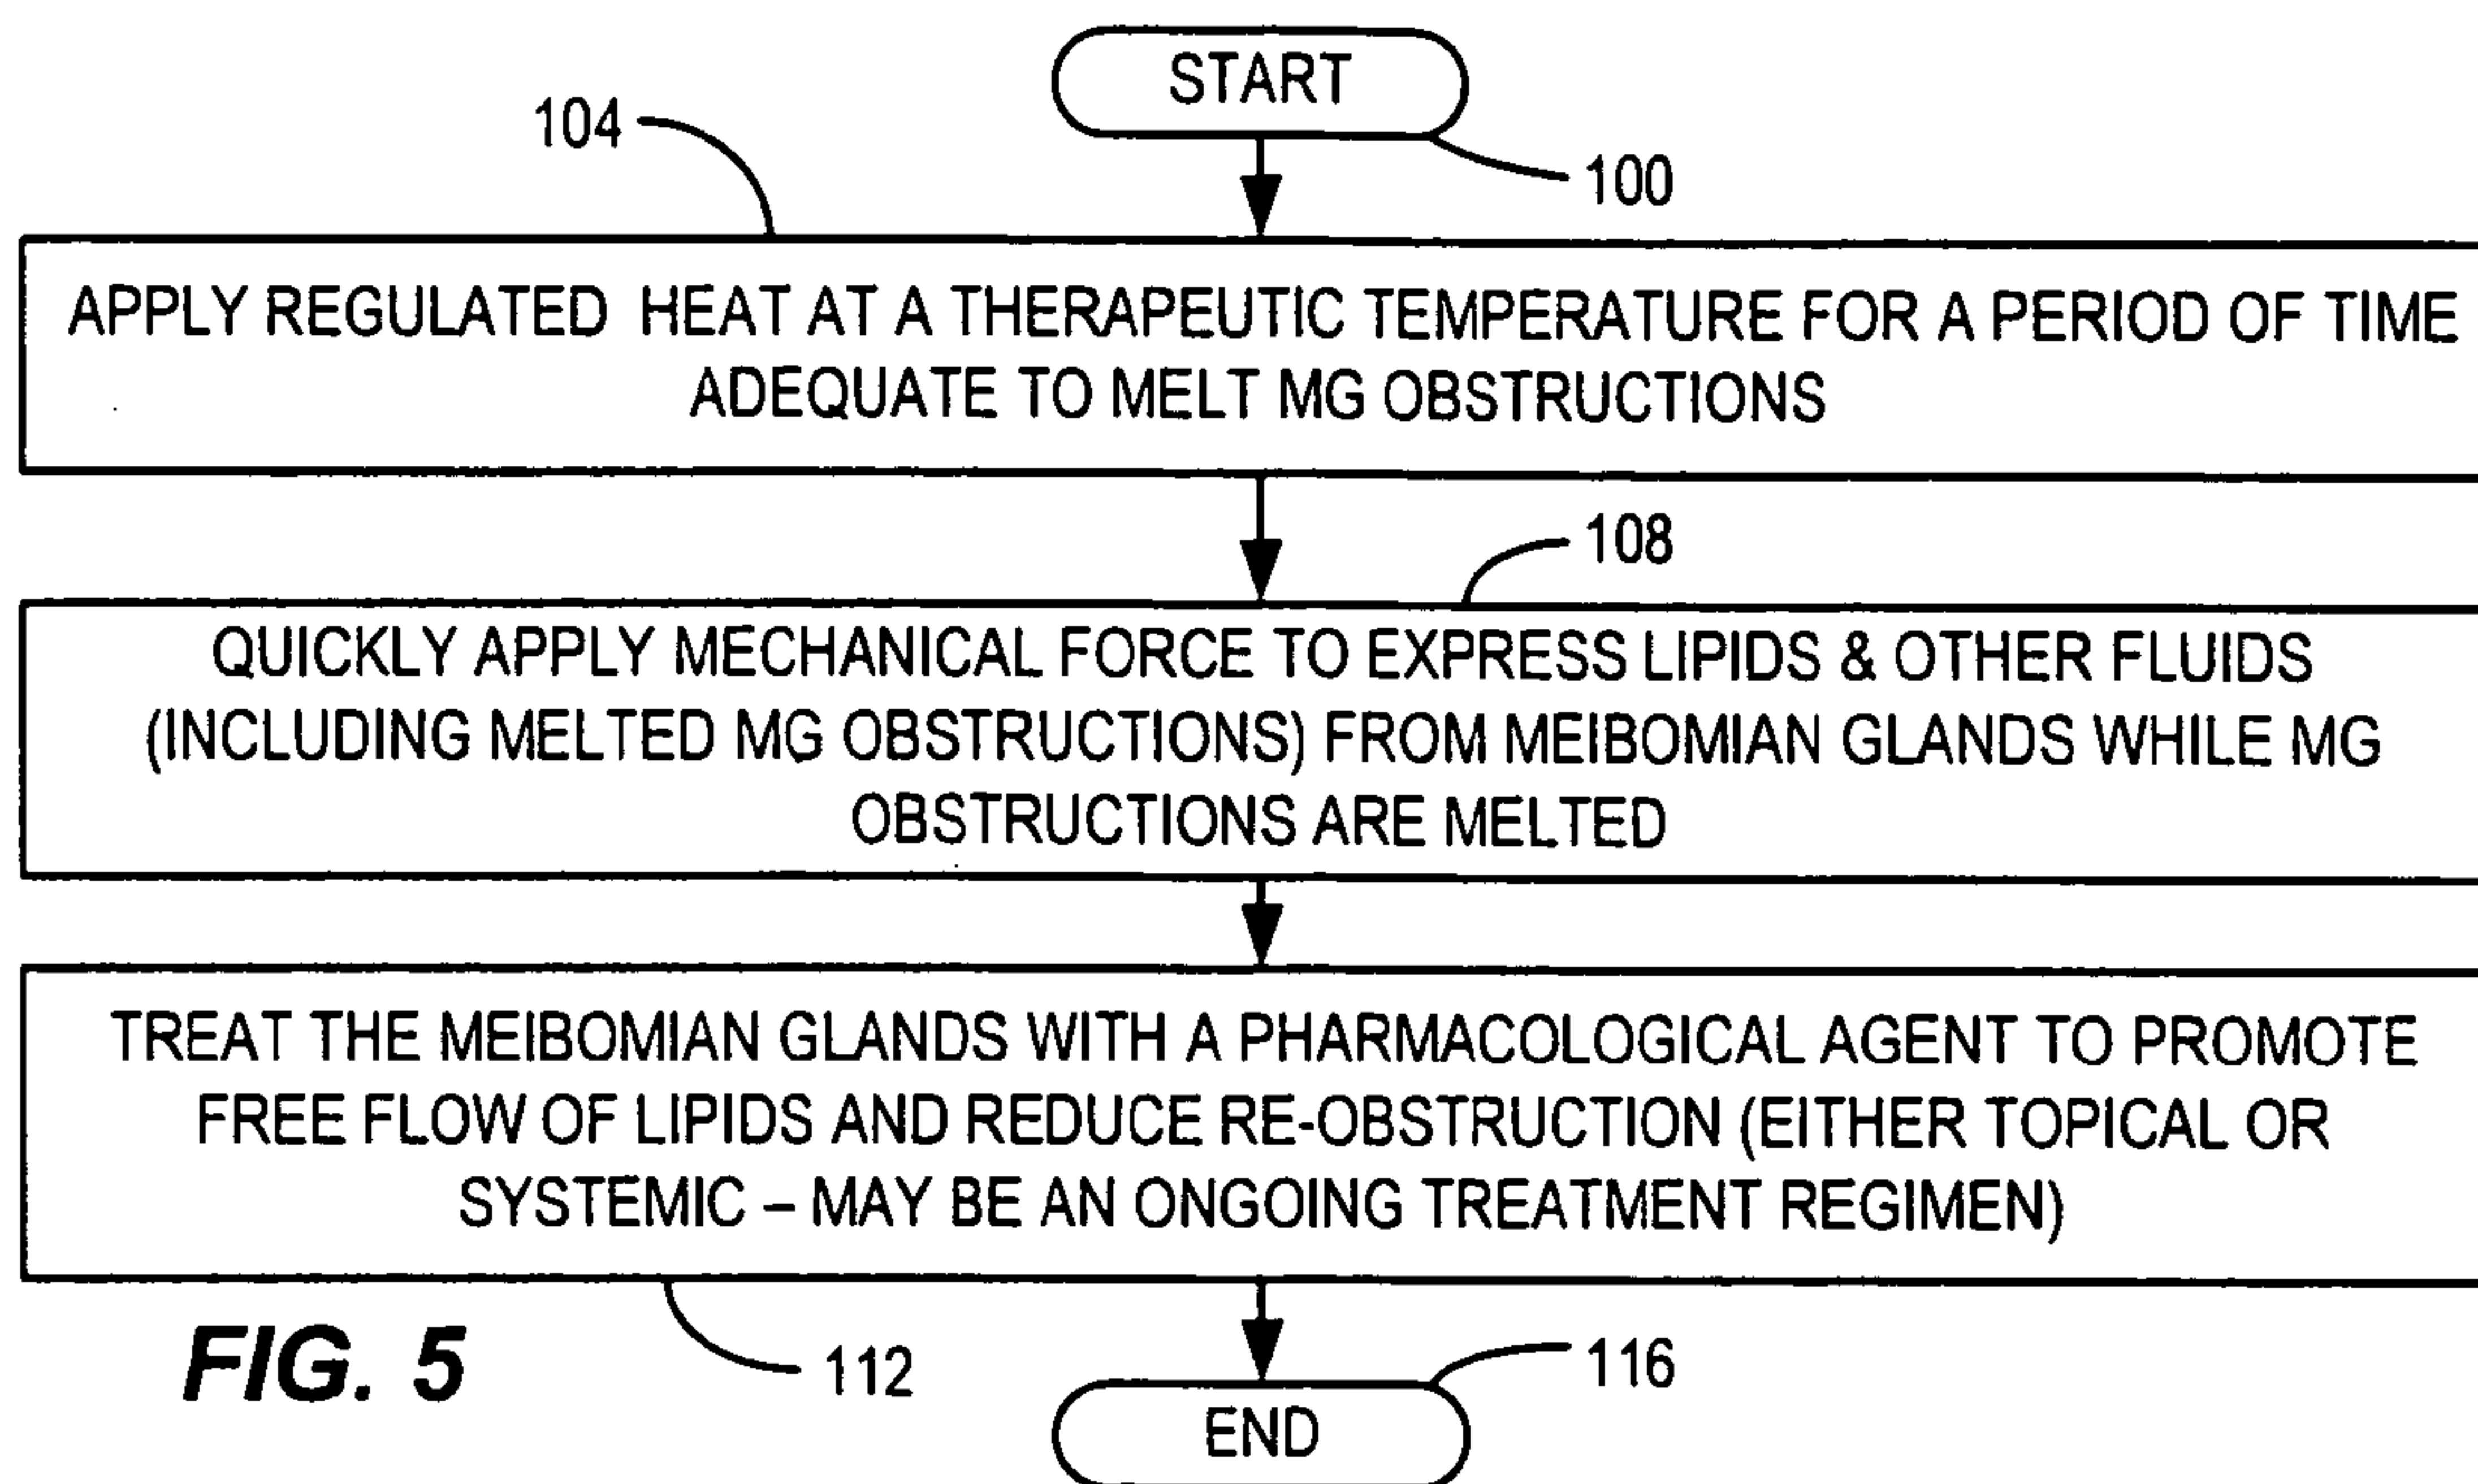 START
104
100
APPLY REGULATED HEAT AT A THERAPEUTIC TEMPERATURE FOR A PERIOD OF TIME
ADEQUATE TO MELT MG OBSTRUCTIONS
108
QUICKLY APPLY MECHANICAL FORCE TO EXPRESS LIPIDS & OTHER FLUIDS
(INCLUDING MELTED MG OBSTRUCTIONS) FROM MEIBOMIAN GLANDS WHILE MG
OBSTRUCTIONS ARE MELTED
TREAT THE MEIBOMIAN GLANDS WITH A PHARMACOLOGICAL AGENT TO PROMOTE
FREE FLOW OF LIPIDS AND REDUCE RE-OBSTRUCTION (EITHER TOPICAL OR
SYSTEMIC – MAY BE AN ONGOING TREATMENT REGIMEN)
FIG. 5
112
116
END